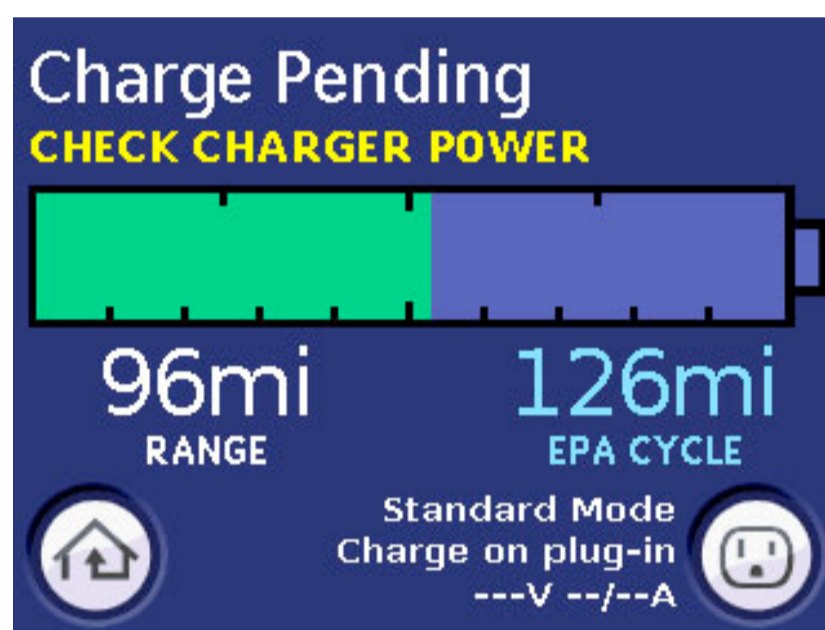 Charge Pending
CHECK CHARGER POWER
96mi
RANGE
126mi
EPA CYCLE
Standard Mode
Charge on plug-in
---V --/--A